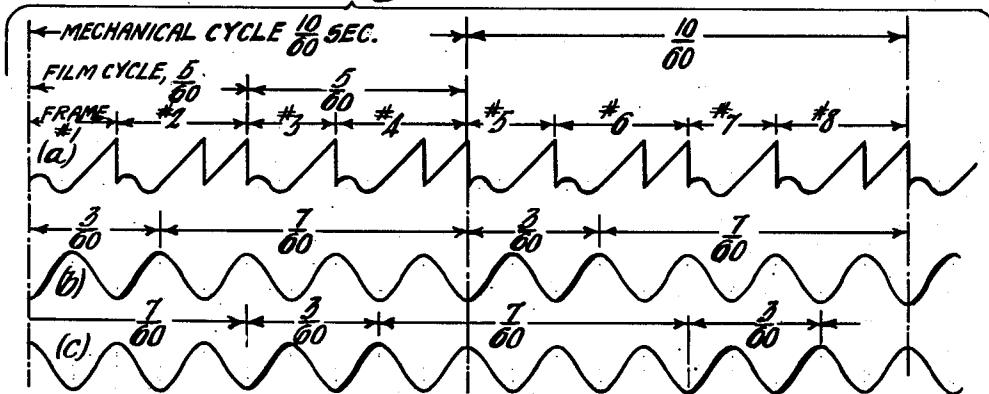 MECHANICAL CYCLE 10/60 SEC. 10/60
FILM CYCLE, 5/60 5/60
FRAME #1 #2 #3 #4 #5 #6 #7 #8
(a)
3/60 7/60 3/60 7/60
(b)
7/60 3/60 7/60 3/60
(c)